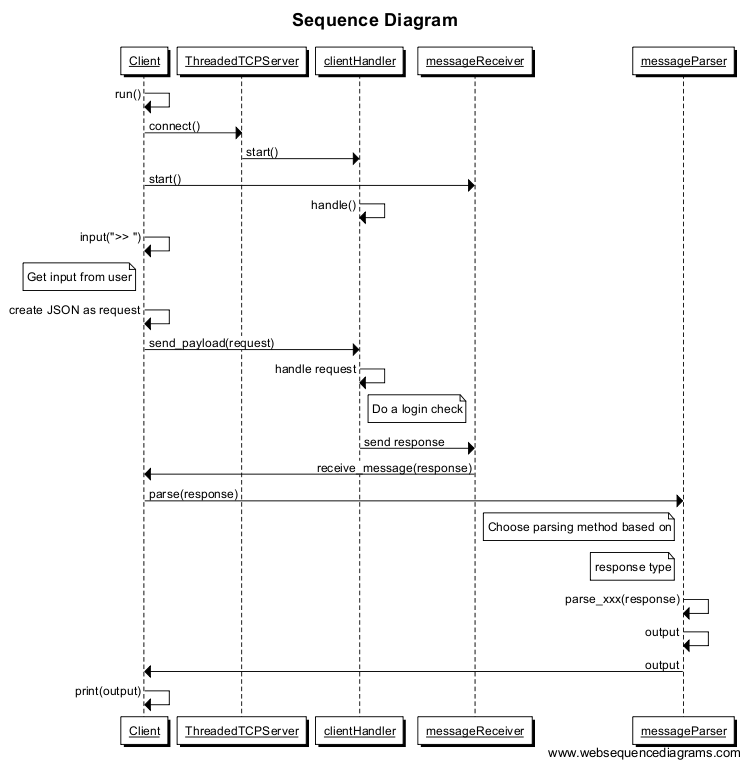 Sequence Diagram
Client
ThreadedTCPServer
clientHandler
messageReceiver
messageParser
run()
connect()
start()
start()
handle()
input(">> ")
Get input from user
create JSON as request
send_payload(request)
handle request
Do a login check
send response
receive_message(response)
parse(response)
Choose parsing method based on
response type
parse_xxx(response)
output
output
print(output)
Client
ThreadedTCPServer
clientHandler
messageReceiver
messageParser
www.websequencediagrams.com